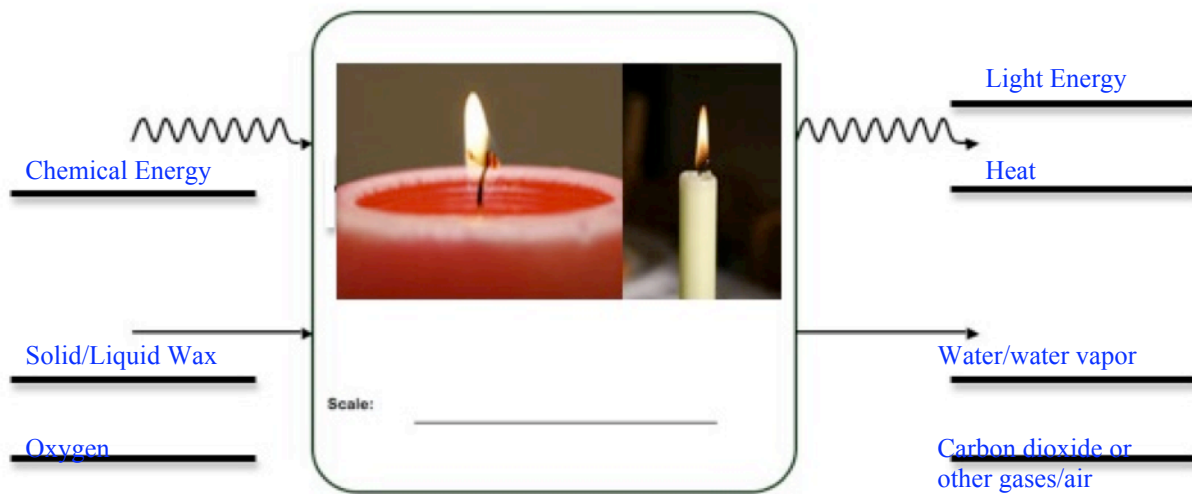 Light Energy
Chemical Energy
Heat
Solid/Liquid Wax
Water/water vapor
Scale:
Oxygen
Carbon dioxide or
other gases/air